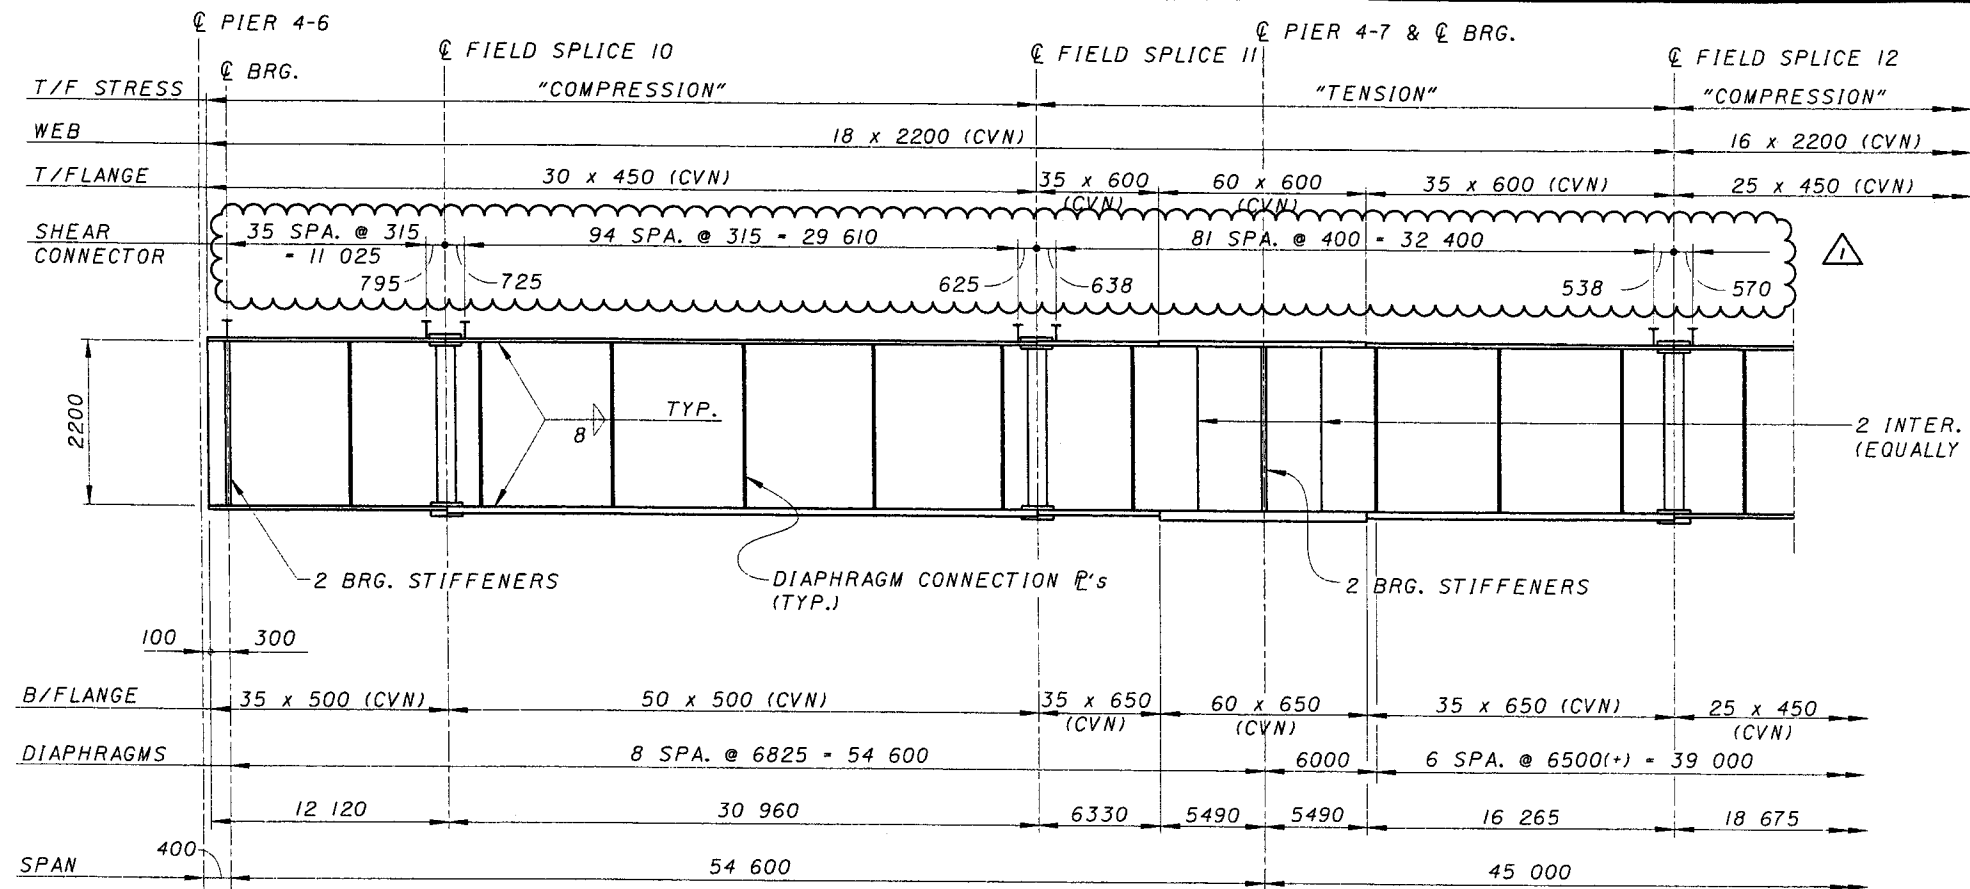 ℄ PIER 4-6
℄ PIER 4-7 & ℄ BRG.
℄ FIELD SPLICE 10
℄ FIELD SPLICE 11
℄ FIELD SPLICE 12
℄ BRG.
T/F STRESS
"COMPRESSION"
"TENSION"
"COMPRESSION"
WEB
18 x 2200 (CVN)
16 x 2200 (CVN)
T/FLANGE
30 x 450 (CVN)
35 x 600
(CVN)
60 x 600
(CVN)
35 x 600 (CVN)
25 x 450 (CVN)
SHEAR
CONNECTOR
35 SPA. @ 315
= 11 025
94 SPA. @ 315 = 29 610
81 SPA. @ 400 = 32 400
1
795
725
625
638
538
570
2200
8
TYP.
2 INTER.
(EQUALLY
2 BRG. STIFFENERS
DIAPHRAGM CONNECTION ℄'s
(TYP.)
2 BRG. STIFFENERS
100
300
B/FLANGE
35 x 500 (CVN)
50 x 500 (CVN)
35 x 650
(CVN)
60 x 650
(CVN)
35 x 650 (CVN)
25 x 450
(CVN)
DIAPHRAGMS
8 SPA. @ 6825 = 54 600
6000
6 SPA. @ 6500(+) = 39 000
12 120
30 960
6330
5490
5490
16 265
18 675
SPAN
400
54 600
45 000